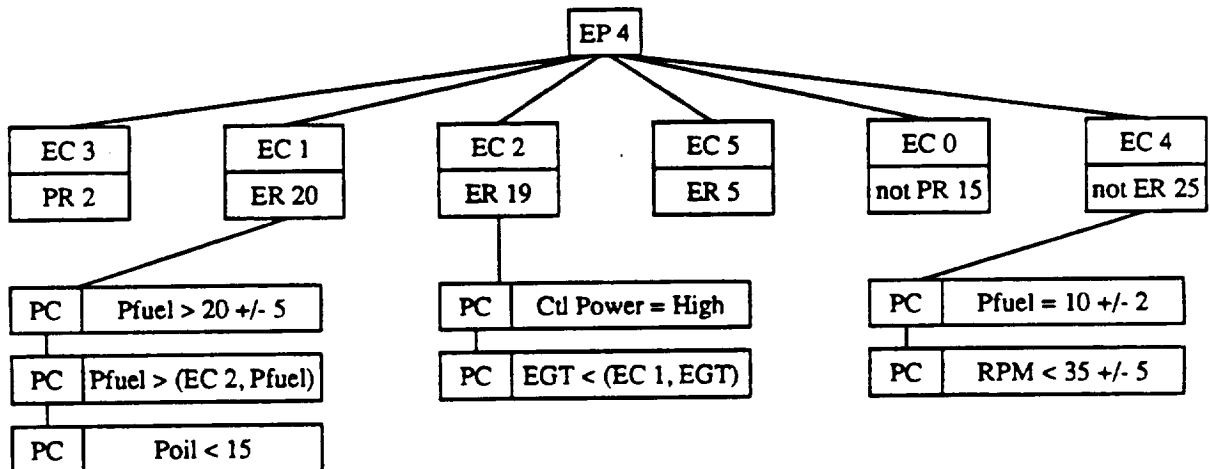 EP 4
EC 3
PR 2
EC 1
ER 20
EC 2
ER 19
EC 5
ER 5
EC 0
not PR 15
EC 4
not ER 25
PC Pfuel > 20 +/- 5
PC Pfuel > (EC 2, Pfuel)
PC Poil < 15
PC Ctl Power = High
PC EGT < (EC 1, EGT)
PC Pfuel = 10 +/- 2
PC RPM < 35 +/- 5